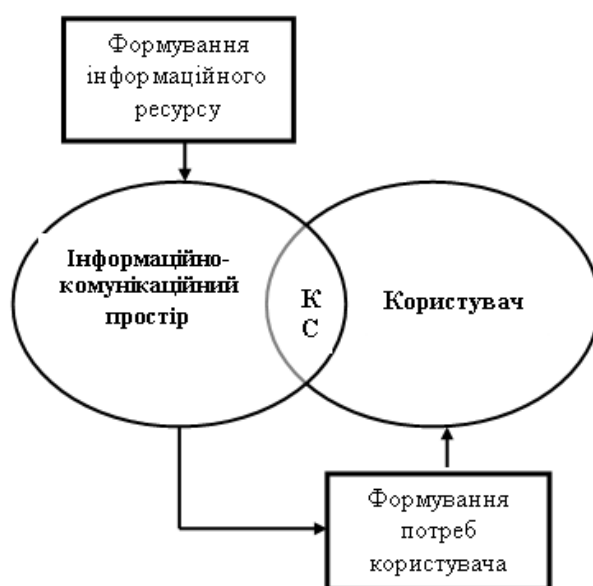 Формування
інформаційного
ресурсу
Інформаційно-
комунікаційний
простір
К
С
Користувач
Формування
потреб
користувача